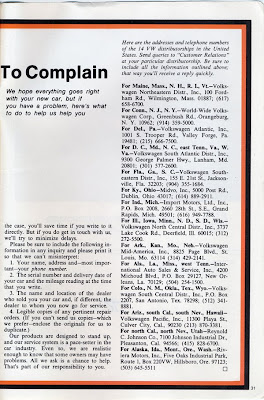 To Complain
We hope everything goes right
with your new car, but if
you have a problem, here's what
to do to help us help you
the case, you'll save time if you write to it
directly. But if you do get in touch with us,
we'll try to minimize delays.
Please be sure to include the following in-
formation in any inquiry and please print it
so that we can't misinterpret:
1. Your name, address and—most impor-
tant—your phone number.
2. The serial number and delivery date of
your car and the mileage reading at the time
that you write.
3. The name and location of the dealer
who sold you your car and, if different, the
dealer to whom you now go for service.
4. Legible copies of any pertinent repair
orders. (If you can't send us copies—which
we prefer—enclose the originals for us to
duplicate.)
Our products are designed to stand up,
and our service system is a pace-setter in the
car industry. Even so, we are realistic
enough to know that some owners may have
problems. All we ask is a chance to help.
That's part of our responsibility to you.
Here are the addresses and telephone numbers
of the 14 VW distributorships in the United
States. Send queries to "Customer Relations"
at your particular distributorship. Be sure to
include all the information outlined above;
that way you'll receive a reply quickly.
For Maine, Mass., N. H., R. I., Vt.—Volks-
wagen Northeastern Distr., Inc., 100 Ford-
ham Rd., Wilmington, Mass. 01887; (617)
658-6700.
For Conn., N. J., N. Y.—World-Wide Volks-
wagen Corp., Greenbush Rd., Orangeburg,
N. Y. 10962; (914) 359-5000.
For Del., Pa.—Volkswagen Atlantic, Inc.,
1001 S. Trooper Rd., Valley Forge, Pa.
19481; (215) 666-7500.
For D. C., Md., N. C., east Tenn., Va., W.
Va.—Volkswagen South Atlantic Distr., Inc.,
9300 George Palmer Hwy., Lanham, Md.
20801; (301) 577-2600.
For Fla., Ga., S. C.—Volkswagen South-
eastern Distr., Inc., 155 E. 21st St., Jackson-
ville, Fla. 32203; (904) 355-1684.
For Ky., Ohio—Midvo, Inc., 5000 Post Rd.,
Dublin, Ohio 43017; (614) 889-2911.
For Ind., Mich.—Import Motors, Ltd., Inc.,
P.O. Box 2008, 2660 28th St., S.E., Grand
Rapids, Mich. 49501; (616) 949-7788.
For Ill., Iowa, Minn., N. D., S. D., Wis.—
Volkswagen North Central Distr., Inc., 3737
Lake Cook Rd., Deerfield, Ill. 60015; (312)
272-5500.
For Ark., Kan., Mo., Neb.—Volkswagen
Mid America, Inc., 8825 Page Blvd., St.
Louis, Mo. 63114 (314) 429-2141.
For Ala., La., Miss., west Tenn.—Inter-
national Auto Sales & Service, Inc., 4200
Michoud Blvd., P.O. Box 29127, New Or-
leans, La. 70129; (504) 254-1500.
For Colo., N. M., Okla., Tex., Wyo.—Volks-
wagen South Central Distr., Inc., P.O. Box
2207, San Antonio, Tex. 78298; (512) 341-
8881.
For Ariz., south Cal., south Nev., Hawaii—
Volkswagen Pacific, Inc., 11300 Playa St.,
Culver City, Cal., 90230 (213) 870-3381.
For north Cal., north Nev., Utah—Reynold
C. Johnson Co., 7100 Johnson Industrial Dr.,
Pleasanton, Cal. 94566; (415) 828-6700.
For Alaska, Ida., Mont., Ore., Wash.—Riv-
iera Motors, Inc., Five Oaks Industrial Park,
Route 1, Box 220VW, Hillsboro, Ore. 97123;
(503) 645-5511
31